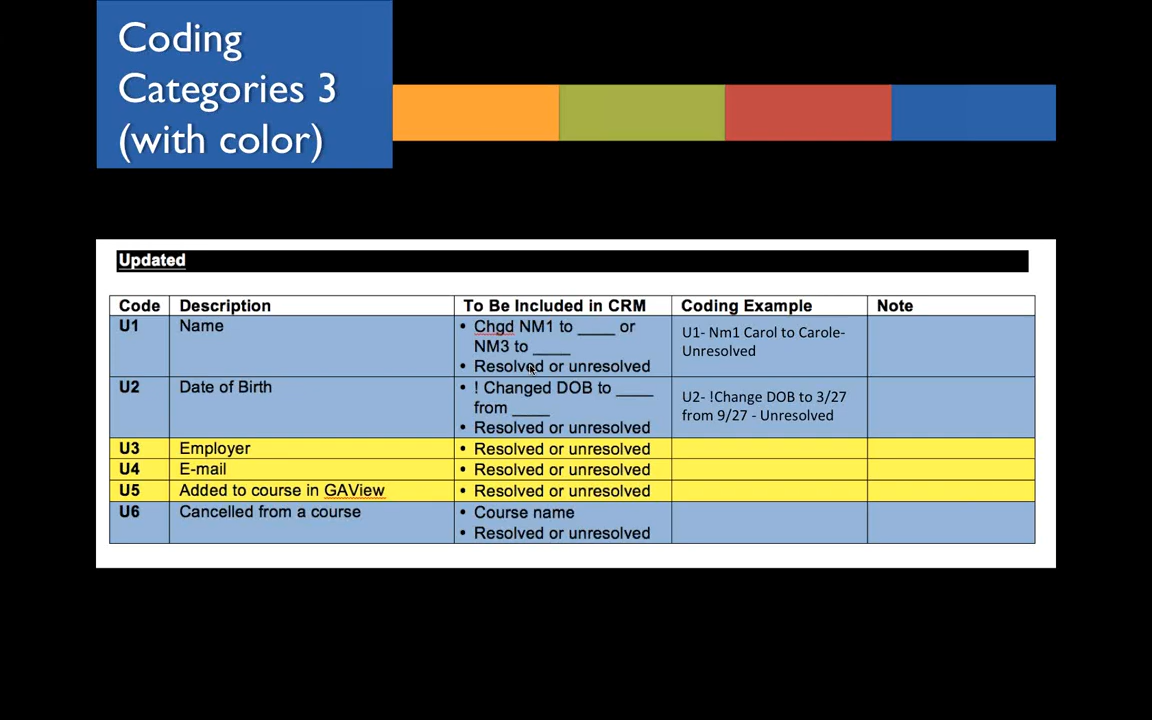 Coding
Categories 3
(with color)
Updated
Code Description To Be Included in CRM Coding Example Note
U1 Name • Chgd NM1 to ____ or
NM3 to ____
• Resolved or unresolved
U1- Nm1 Carol to Carole-
Unresolved
U2 Date of Birth • ! Changed DOB to ____
from ____
• Resolved or unresolved
U2- !Change DOB to 3/27
from 9/27 - Unresolved
U3 Employer • Resolved or unresolved
U4 E-mail • Resolved or unresolved
U5 Added to course in GAView • Resolved or unresolved
U6 Cancelled from a course • Course name
• Resolved or unresolved